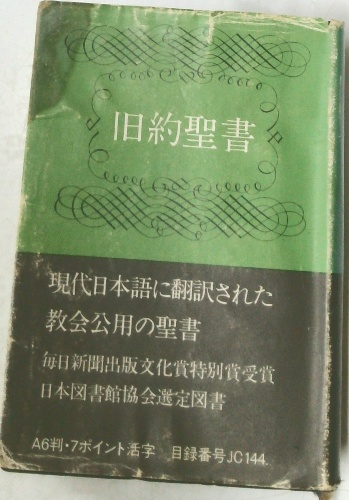 旧約聖書
現代日本語に翻訳された
教会公用の聖書
毎日新聞出版文化賞特別賞受賞
日本図書館協会選定図書
A6判・7ポイント活字 目録番号JC144.